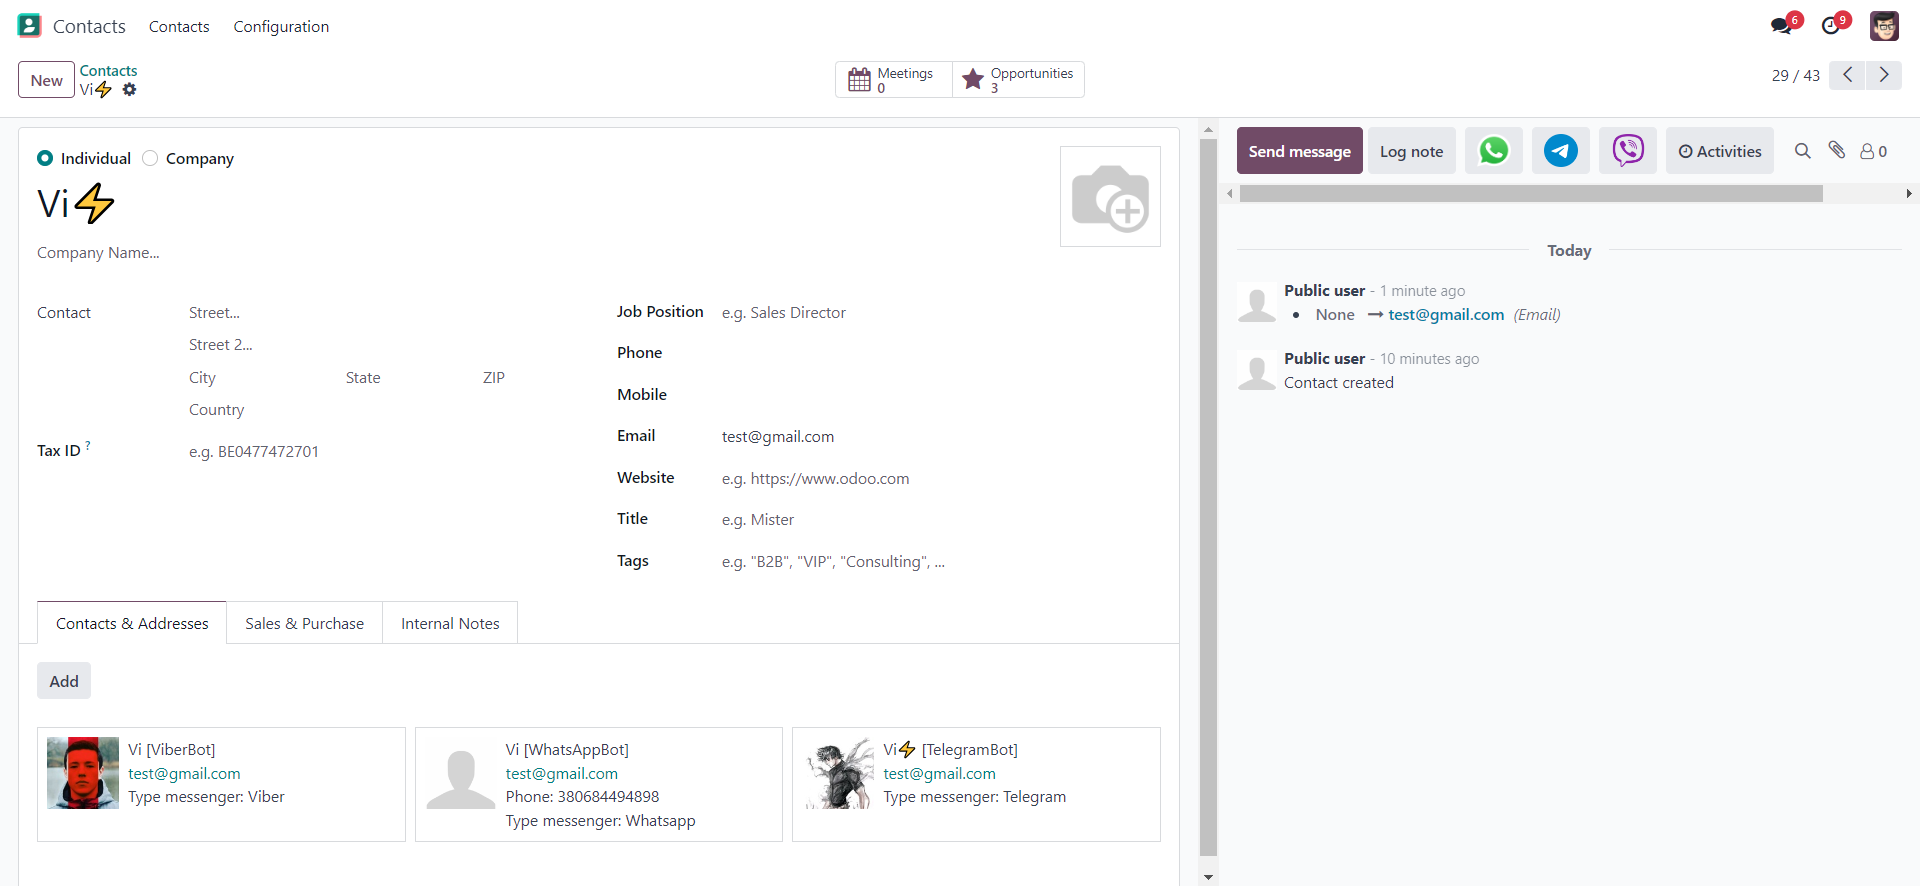 Contacts Contacts Configuration 6 9
New Contacts
Vi⚡
Meetings
0
Opportunities
3
29 / 43
Individual Company
Vi⚡
Company Name...
Contact Street...
Street 2...
City State ZIP
Country
Tax ID ? e.g. BE0477472701
Job Position e.g. Sales Director
Phone
Mobile
Email test@gmail.com
Website e.g. https://www.odoo.com
Title e.g. Mister
Tags e.g. "B2B", "VIP", "Consulting", ...
Contacts & Addresses Sales & Purchase Internal Notes
Add
Vi [ViberBot]
test@gmail.com
Type messenger: Viber
Vi [WhatsAppBot]
test@gmail.com
Phone: 380684494898
Type messenger: Whatsapp
Vi⚡ [TelegramBot]
test@gmail.com
Type messenger: Telegram
Send message Log note Activities 0
Today
Public user - 1 minute ago
• None → test@gmail.com (Email)
Public user - 10 minutes ago
Contact created